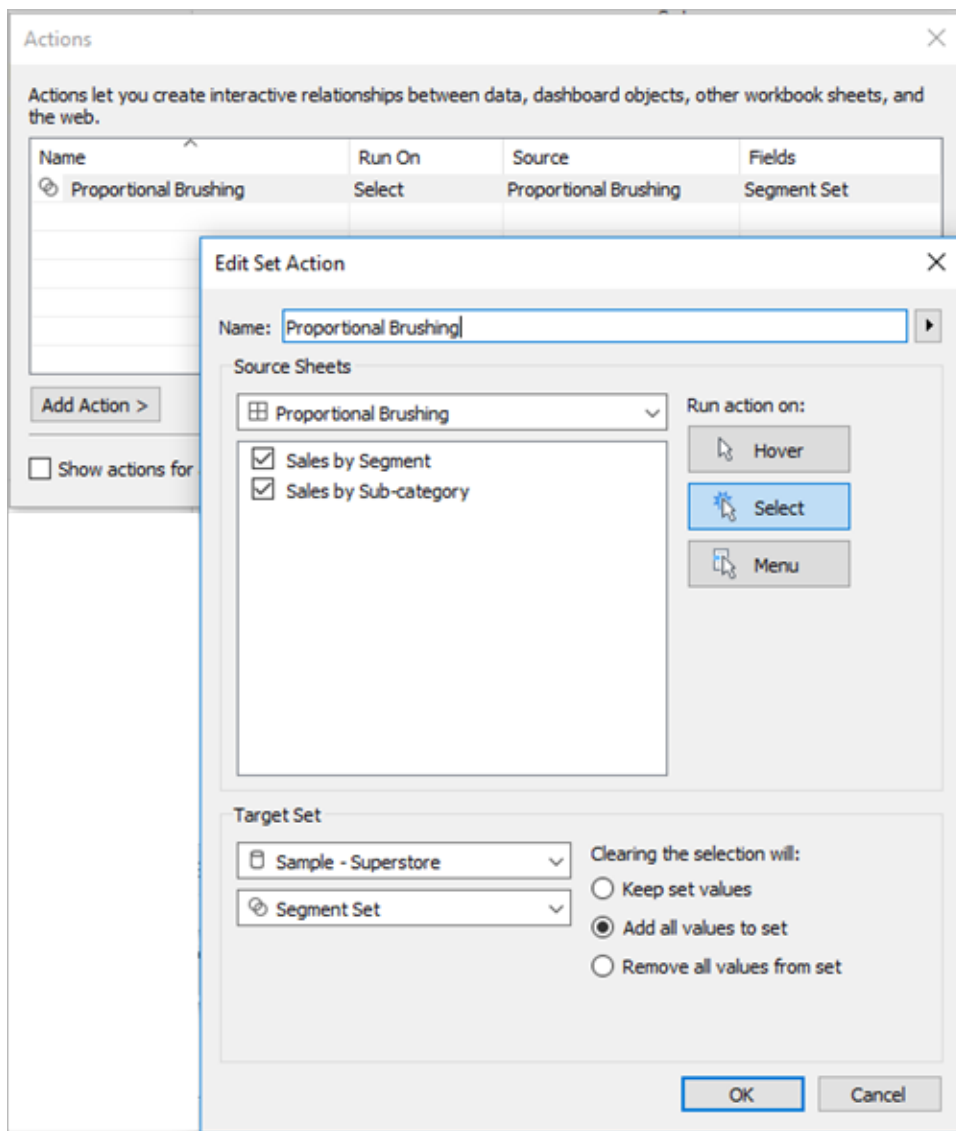 Actions
Actions let you create interactive relationships between data, dashboard objects, other workbook sheets, and
the web.
Name Run On Source Fields
Proportional Brushing Select Proportional Brushing Segment Set
Edit Set Action
Name: Proportional Brushing
Source Sheets
Add Action >
Proportional Brushing
Run action on:
Sales by Segment
Hover
Show actions for
Sales by Sub-category
Select
Menu
Target Set
Sample - Superstore
Clearing the selection will:
Keep set values
Segment Set
Add all values to set
Remove all values from set
OK Cancel